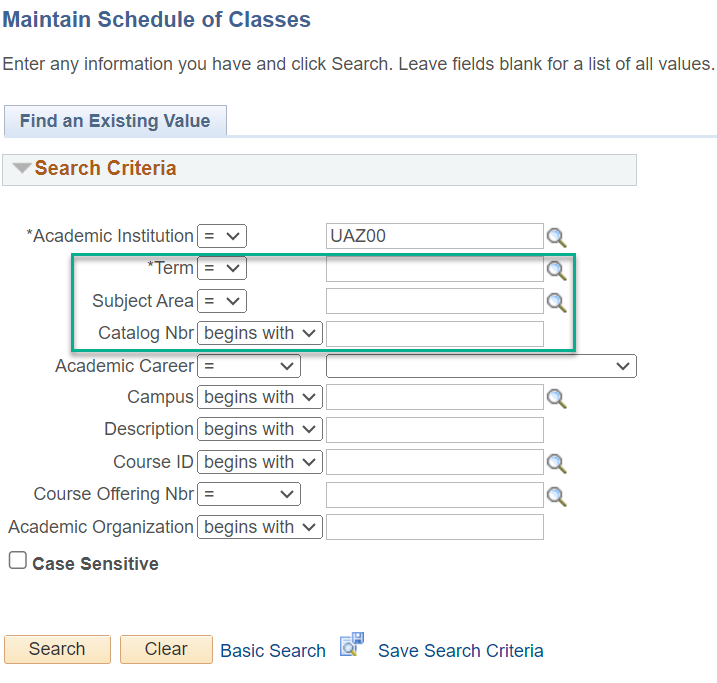 Maintain Schedule of Classes
Enter any information you have and click Search. Leave fields blank for a list of all values.
Find an Existing Value
Search Criteria
*Academic Institution = UAZ00
*Term =
Subject Area =
Catalog Nbr begins with
Academic Career =
Campus begins with
Description begins with
Course ID begins with
Course Offering Nbr =
Academic Organization begins with
Case Sensitive
Search Clear Basic Search Save Search Criteria